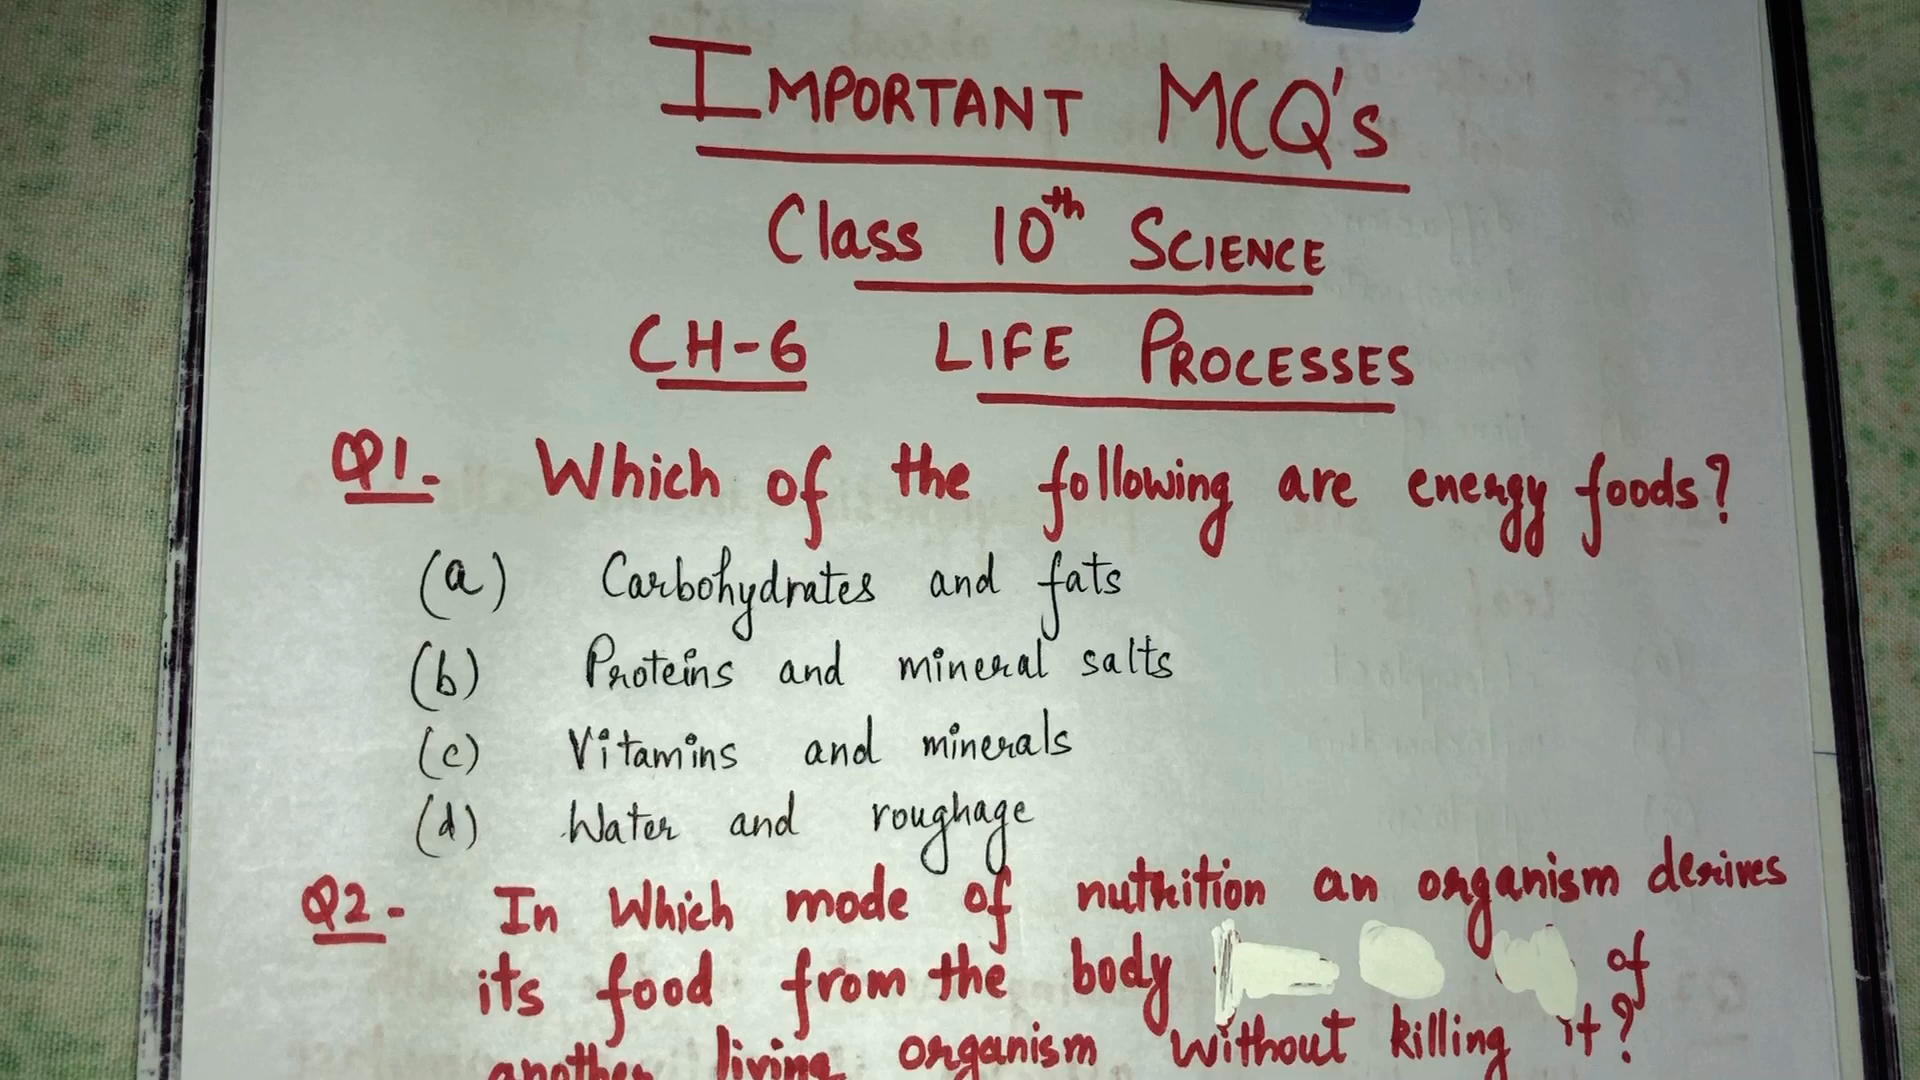 IMPORTANT MCQ's
Class 10th SCIENCE
CH-6 LIFE PROCESSES
Q1- Which of the following are energy foods?
(a) Carbohydrates and fats
(b) Proteins and mineral salts
(c) Vitamins and minerals
(d) Water and roughage
Q2- In Which mode of nutrition an organism derives
its food from the body of
another living organism without killing it?